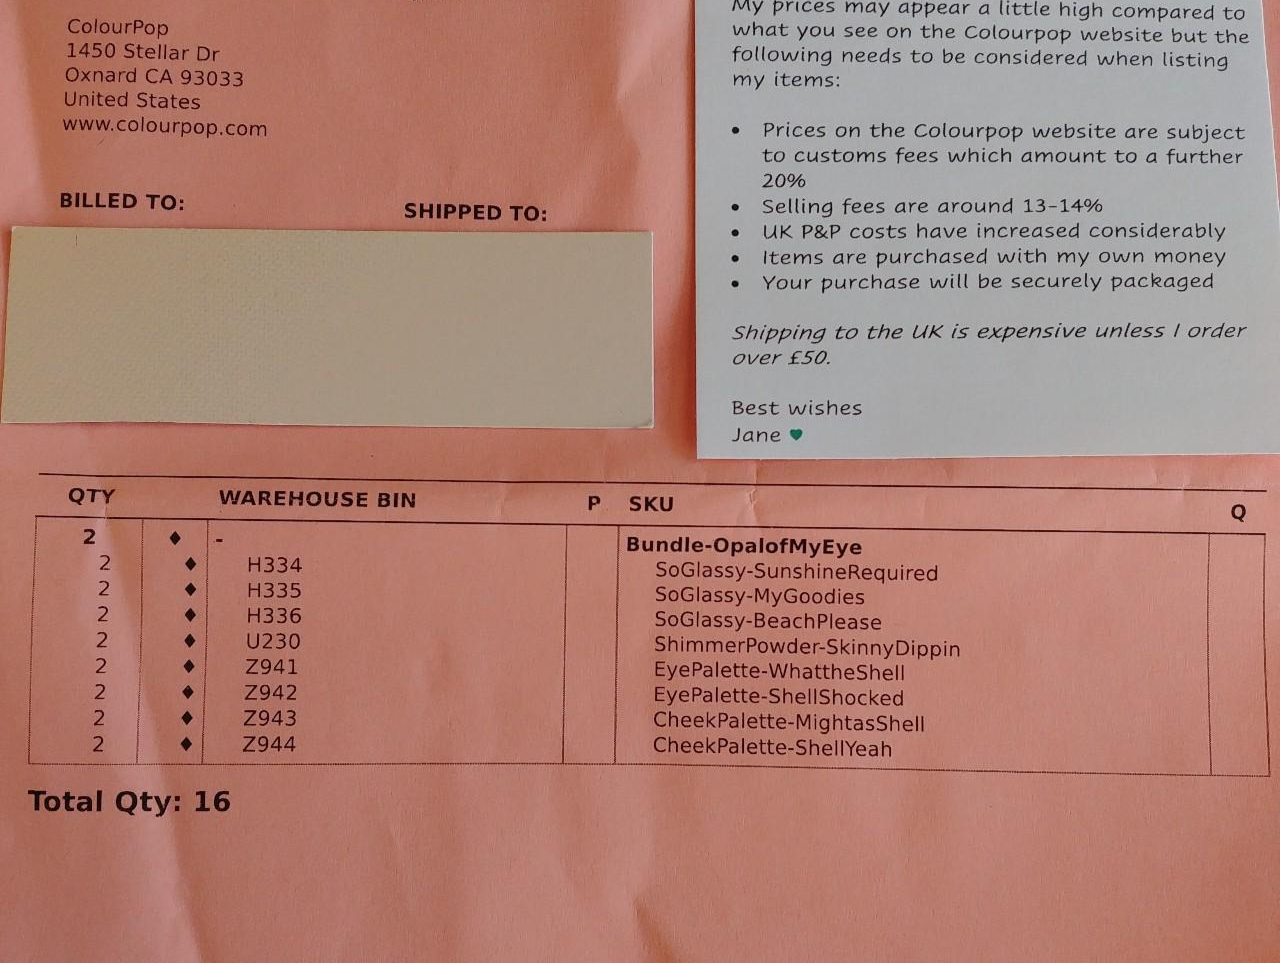 ColourPop
1450 Stellar Dr
Oxnard CA 93033
United States
www.colourpop.com
BILLED TO:
SHIPPED TO:
My prices may appear a little high compared to
what you see on the Colourpop website but the
following needs to be considered when listing
my items:
• Prices on the Colourpop website are subject
to customs fees which amount to a further
20%
• Selling fees are around 13-14%
• UK P&P costs have increased considerably
• Items are purchased with my own money
• Your purchase will be securely packaged
Shipping to the UK is expensive unless I order
over £50.
Best wishes
Jane 💚
QTY WAREHOUSE BIN P SKU Q
2 ♦ - Bundle-OpalofMyEye
2 ♦ H334 SoGlassy-SunshineRequired
2 ♦ H335 SoGlassy-MyGoodies
2 ♦ H336 SoGlassy-BeachPlease
2 ♦ U230 ShimmerPowder-SkinnyDippin
2 ♦ Z941 EyePalette-WhattheShell
2 ♦ Z942 EyePalette-ShellShocked
2 ♦ Z943 CheekPalette-MightasShell
2 ♦ Z944 CheekPalette-ShellYeah
Total Qty: 16